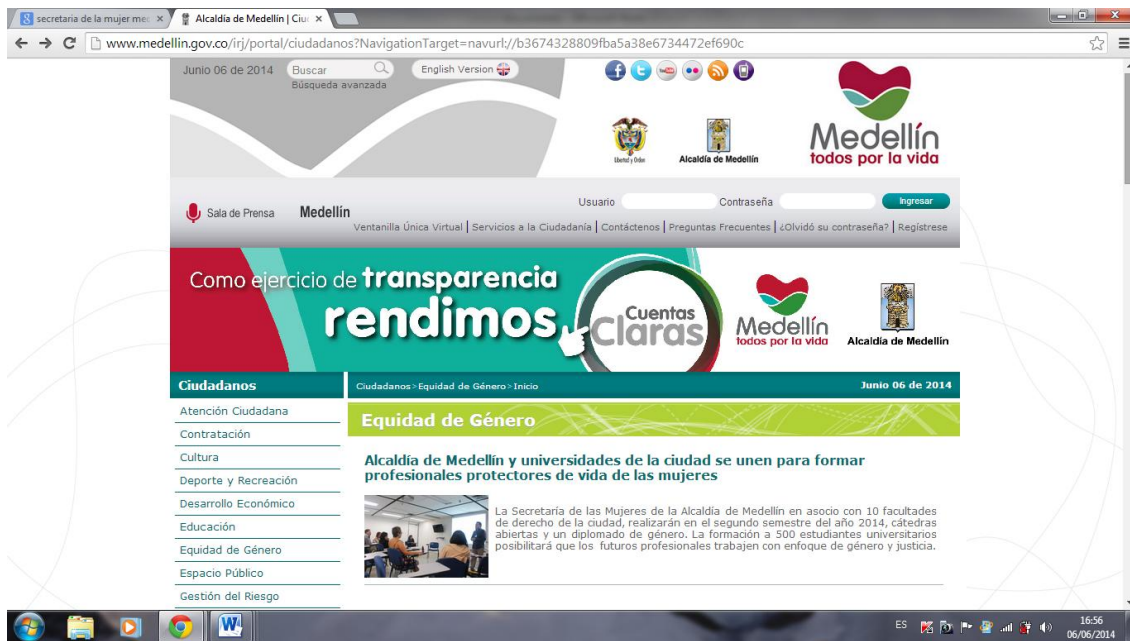 secretaria de la mujer med
Alcaldía de Medellín | Ciu
www.medellin.gov.co/irj/portal/ciudadanos?NavigationTarget=navurl://b3674328809fba5a38e6734472ef690c
Junio 06 de 2014
Buscar
English Version
Búsqueda avanzada
Libertad y Orden
Alcaldía de Medellín
Medellín
todos por la vida
Usuario
Contraseña
Ingresar
Sala de Prensa
Medellín
Ventanilla Única Virtual | Servicios a la Ciudadanía | Contáctenos | Preguntas Frecuentes | ¿Olvidó su contraseña? | Regístrese
Como ejercicio de transparencia
rendimos
Cuentas
Claras
Medellín
todos por la vida
Alcaldía de Medellín
Ciudadanos
Ciudadanos > Equidad de Género > Inicio
Junio 06 de 2014
Atención Ciudadana
Contratación
Cultura
Deporte y Recreación
Desarrollo Económico
Educación
Equidad de Género
Espacio Público
Gestión del Riesgo
Equidad de Género
Alcaldía de Medellín y universidades de la ciudad se unen para formar
profesionales protectores de vida de las mujeres
La Secretaría de las Mujeres de la Alcaldía de Medellín en asocio con 10 facultades
de derecho de la ciudad, realizarán en el segundo semestre del año 2014, cátedras
abiertas y un diplomado de género. La formación a 500 estudiantes universitarios
posibilitará que los futuros profesionales trabajen con enfoque de género y justicia.
ES
16:56
06/06/2014